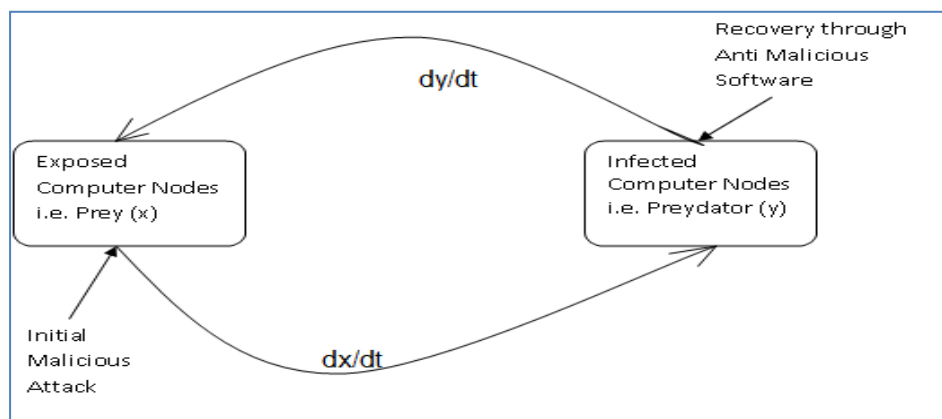 Recovery through
Anti Malicious
Software
dy/dt
Exposed
Computer Nodes
i.e. Prey (x)
Infected
Computer Nodes
i.e. Preydator (y)
Initial
Malicious
Attack
dx/dt